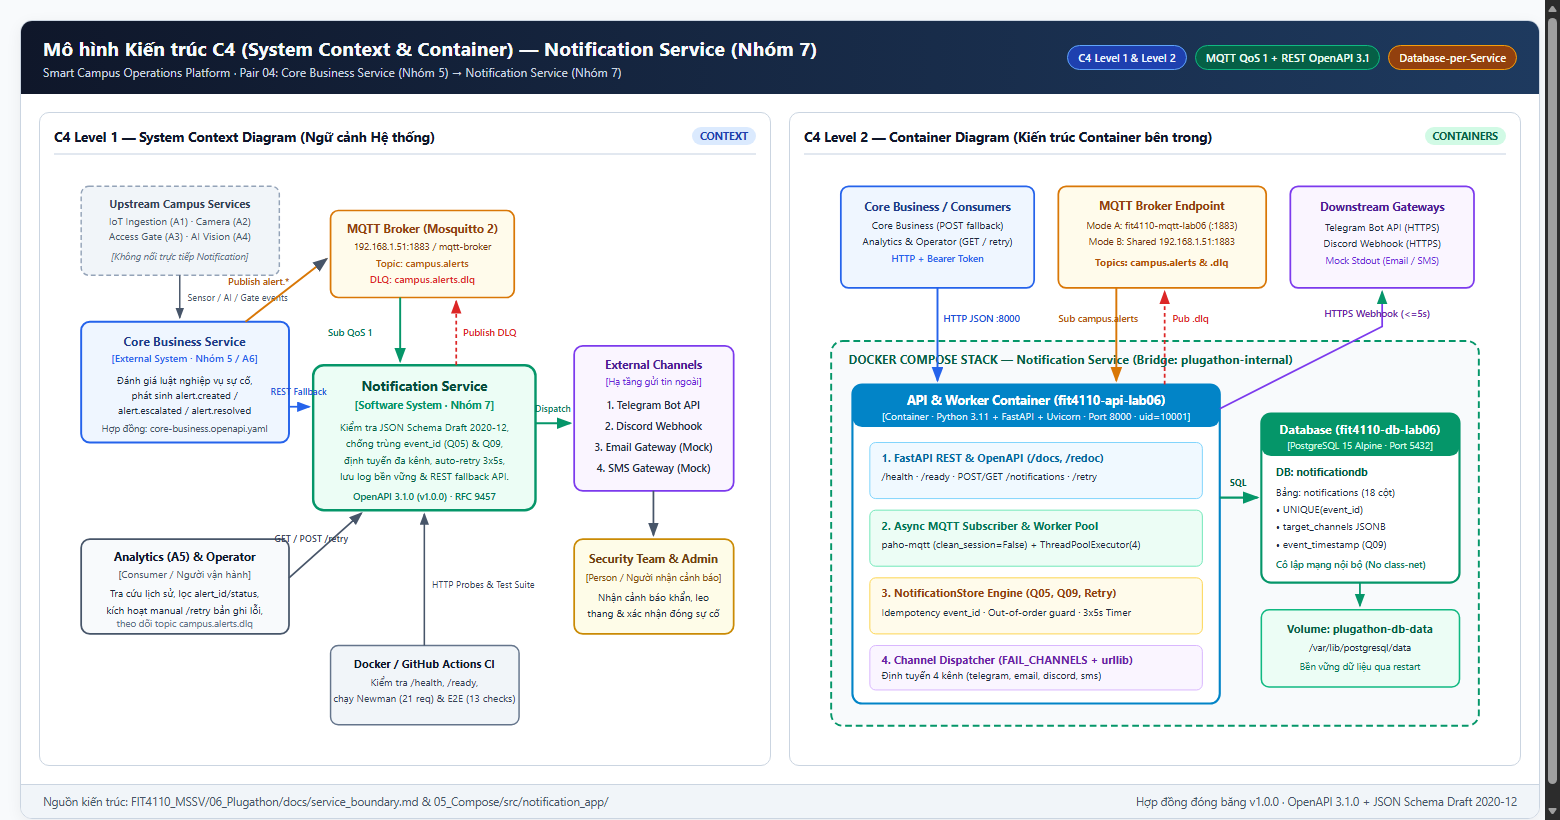 Mô hình Kiến trúc C4 (System Context & Container) — Notification Service (Nhóm 7)
Smart Campus Operations Platform · Pair 04: Core Business Service (Nhóm 5) → Notification Service (Nhóm 7)
C4 Level 1 & Level 2
MQTT QoS 1 + REST OpenAPI 3.1
Database-per-Service
C4 Level 1 — System Context Diagram (Ngữ cảnh Hệ thống)
CONTEXT
Upstream Campus Services
IoT Ingestion (A1) · Camera (A2)
Access Gate (A3) · AI Vision (A4)
[Không nối trực tiếp Notification]
MQTT Broker (Mosquitto 2)
192.168.1.51:1883 / mqtt-broker
Topic: campus.alerts
DLQ: campus.alerts.dlq
Publish alert.*
Sensor / AI / Gate events
Core Business Service
[External System · Nhóm 5 / A6]
Đánh giá luật nghiệp vụ sự cố,
phát sinh alert.created /
alert.escalated / alert.resolved
Hợp đồng: core-business.openapi.yaml
Sub QoS 1
Publish DLQ
REST Fallback
Notification Service
[Software System · Nhóm 7]
Kiểm tra JSON Schema Draft 2020-12,
chống trùng event_id (Q05) & Q09,
định tuyến đa kênh, auto-retry 3x5s,
lưu log bền vững & REST fallback API.
OpenAPI 3.1.0 (v1.0.0) · RFC 9457
Dispatch
External Channels
[Hạ tầng gửi tin ngoài]
1. Telegram Bot API
2. Discord Webhook
3. Email Gateway (Mock)
4. SMS Gateway (Mock)
GET / POST /retry
Analytics (A5) & Operator
[Consumer / Người vận hành]
Tra cứu lịch sử, lọc alert_id/status,
kích hoạt manual /retry bản ghi lỗi,
theo dõi topic campus.alerts.dlq
HTTP Probes & Test Suite
Security Team & Admin
[Person / Người nhận cảnh báo]
Nhận cảnh báo khẩn, leo
thang & xác nhận đóng sự cố
Docker / GitHub Actions CI
Kiểm tra /health, /ready,
chạy Newman (21 req) & E2E (13 checks)
C4 Level 2 — Container Diagram (Kiến trúc Container bên trong)
CONTAINERS
Core Business / Consumers
Core Business (POST fallback)
Analytics & Operator (GET / retry)
HTTP + Bearer Token
MQTT Broker Endpoint
Mode A: fit4110-mqtt-lab06 (:1883)
Mode B: Shared 192.168.1.51:1883
Topics: campus.alerts & .dlq
Downstream Gateways
Telegram Bot API (HTTPS)
Discord Webhook (HTTPS)
Mock Stdout (Email / SMS)
HTTP JSON :8000
Sub campus.alerts
Pub .dlq
HTTPS Webhook (<=5s)
DOCKER COMPOSE STACK — Notification Service (Bridge: plugathon-internal)
API & Worker Container (fit4110-api-lab06)
[Container · Python 3.11 + FastAPI + Uvicorn · Port 8000 · uid=10001]
1. FastAPI REST & OpenAPI (/docs, /redoc)
/health · /ready · POST/GET /notifications · /retry
2. Async MQTT Subscriber & Worker Pool
paho-mqtt (clean_session=False) + ThreadPoolExecutor(4)
3. NotificationStore Engine (Q05, Q09, Retry)
Idempotency event_id · Out-of-order guard · 3x5s Timer
4. Channel Dispatcher (FAIL_CHANNELS + urllib)
Định tuyến 4 kênh (telegram, email, discord, sms)
SQL
Database (fit4110-db-lab06)
[PostgreSQL 15 Alpine · Port 5432]
DB: notificationdb
Bảng: notifications (18 cột)
• UNIQUE(event_id)
• target_channels JSONB
• event_timestamp (Q09)
Cô lập mạng nội bộ (No class-net)
Volume: plugathon-db-data
/var/lib/postgresql/data
Bền vững dữ liệu qua restart
Nguồn kiến trúc: FIT4110_MSSV/06_Plugathon/docs/service_boundary.md & 05_Compose/src/notification_app/
Hợp đồng đóng băng v1.0.0 · OpenAPI 3.1.0 + JSON Schema Draft 2020-12